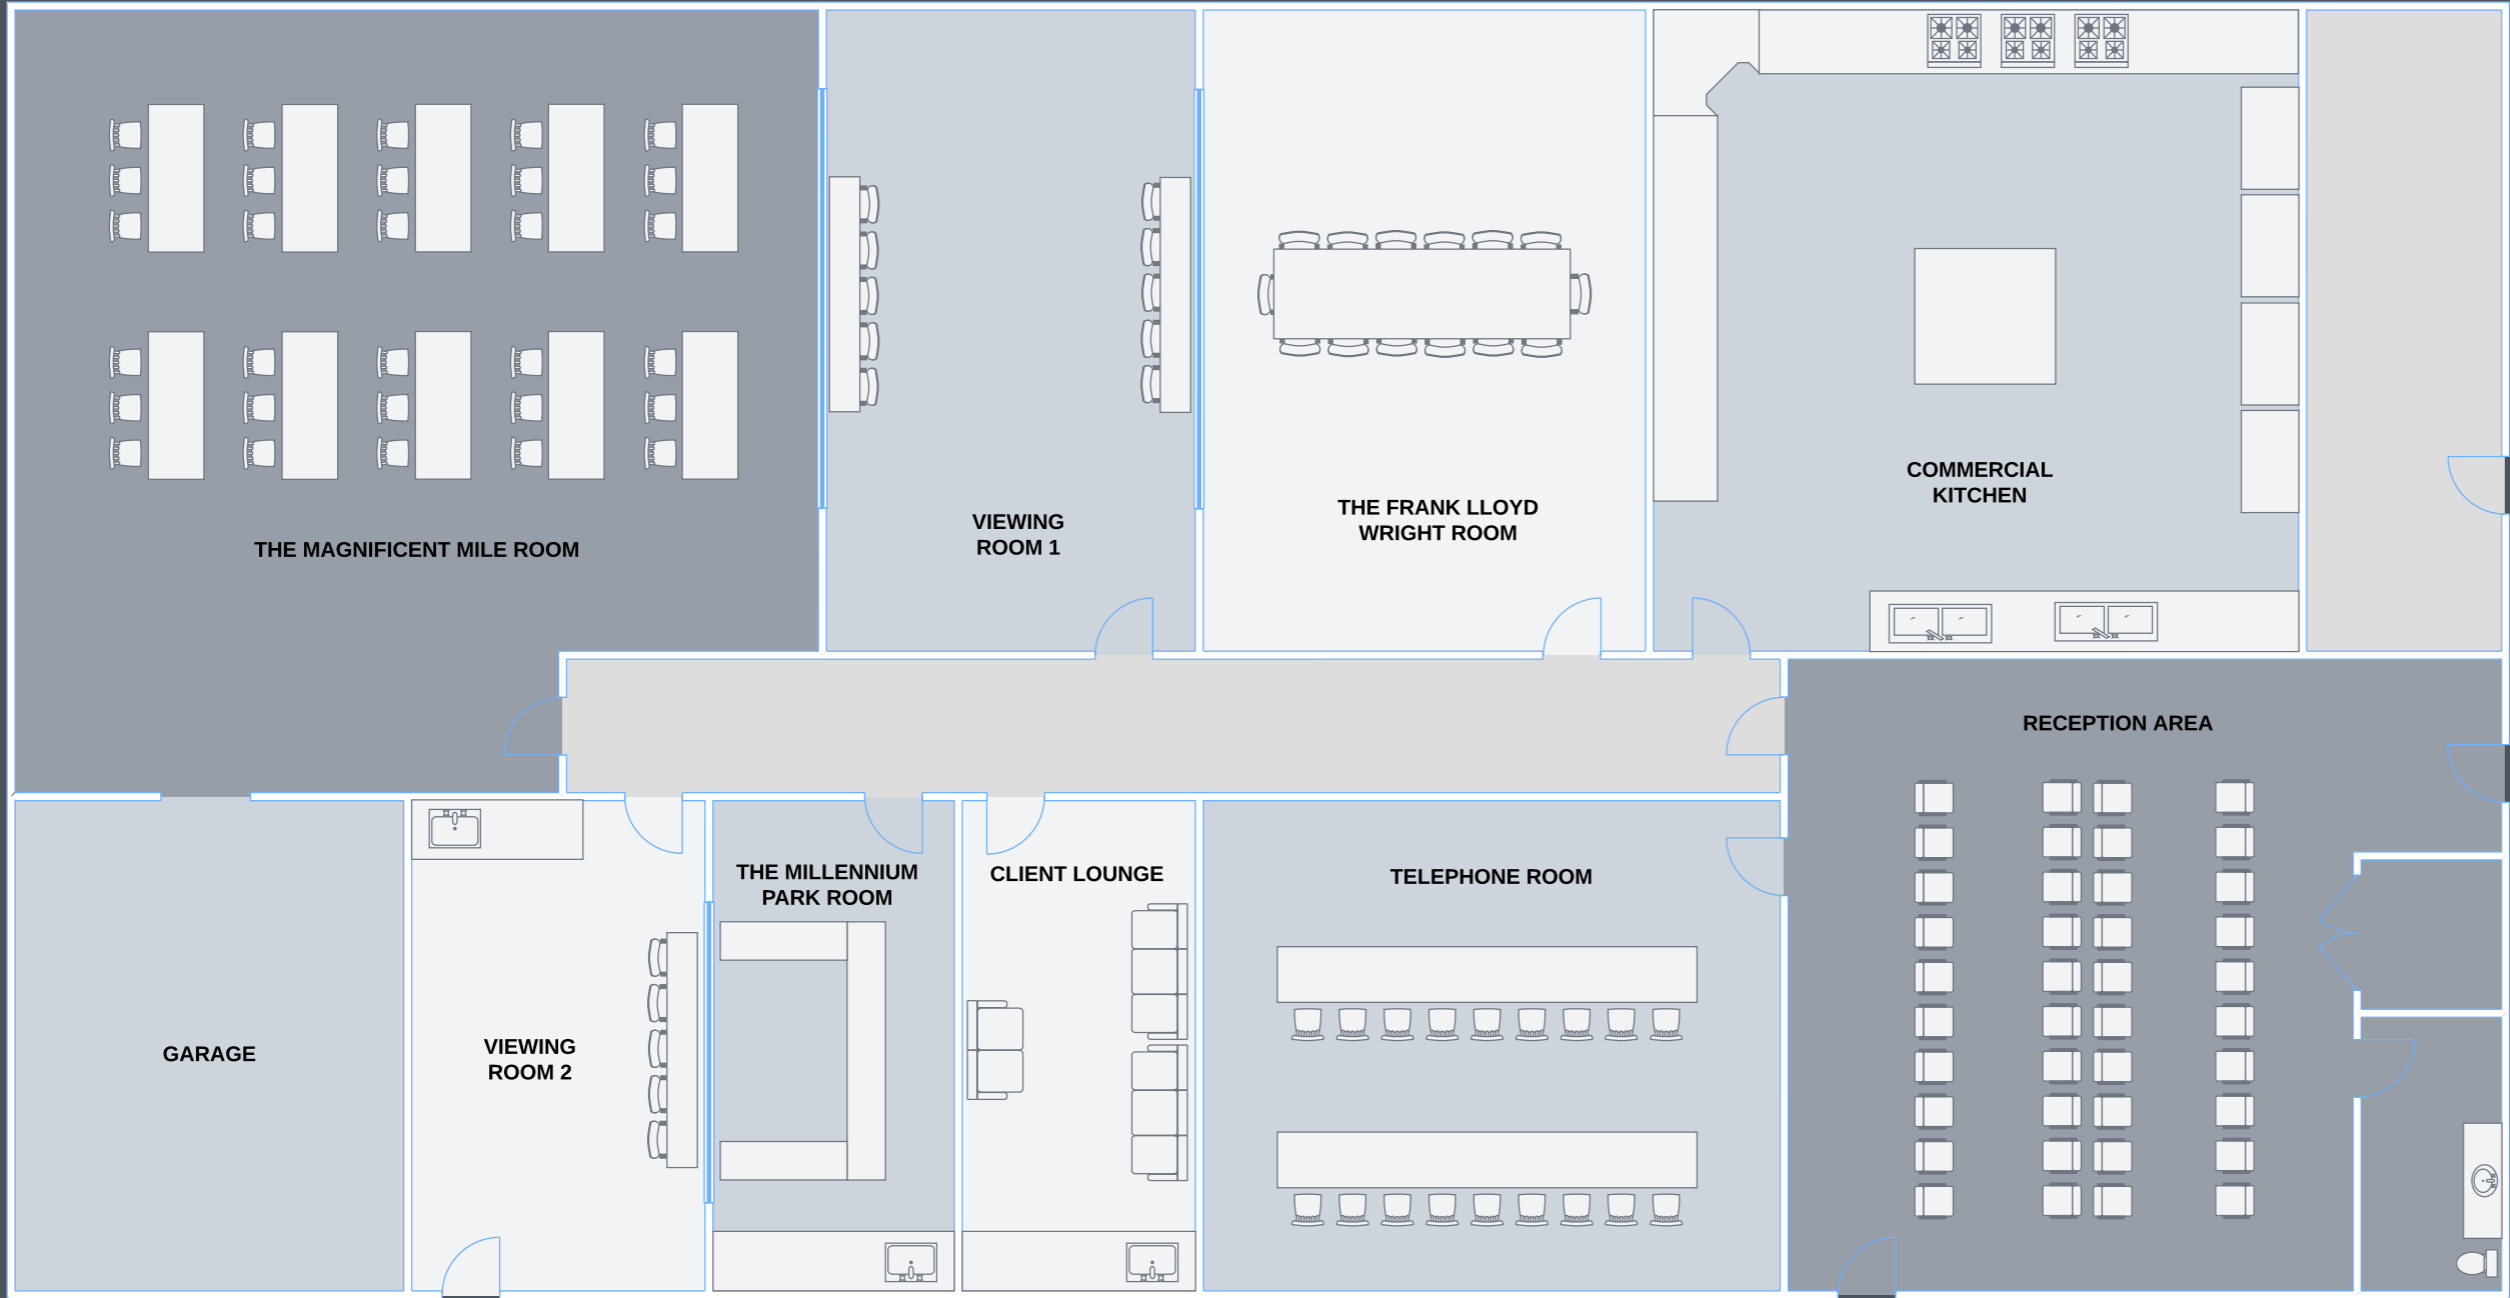 THE MAGNIFICENT MILE ROOM
VIEWING
ROOM 1
THE FRANK LLOYD
WRIGHT ROOM
COMMERCIAL
KITCHEN
RECEPTION AREA
GARAGE
VIEWING
ROOM 2
THE MILLENNIUM
PARK ROOM
CLIENT LOUNGE
TELEPHONE ROOM